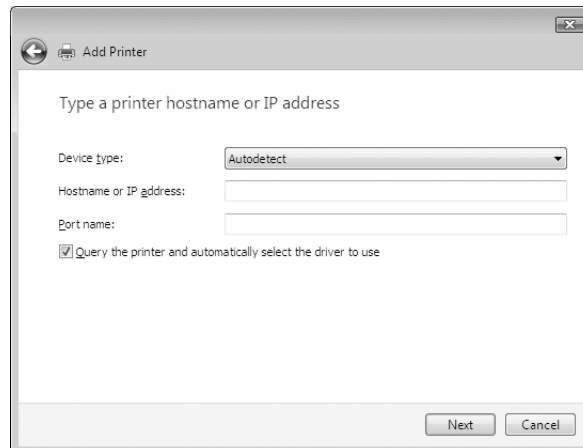 Add Printer
Type a printer hostname or IP address
Device type: Autodetect
Hostname or IP address:
Port name:
Query the printer and automatically select the driver to use
Next Cancel